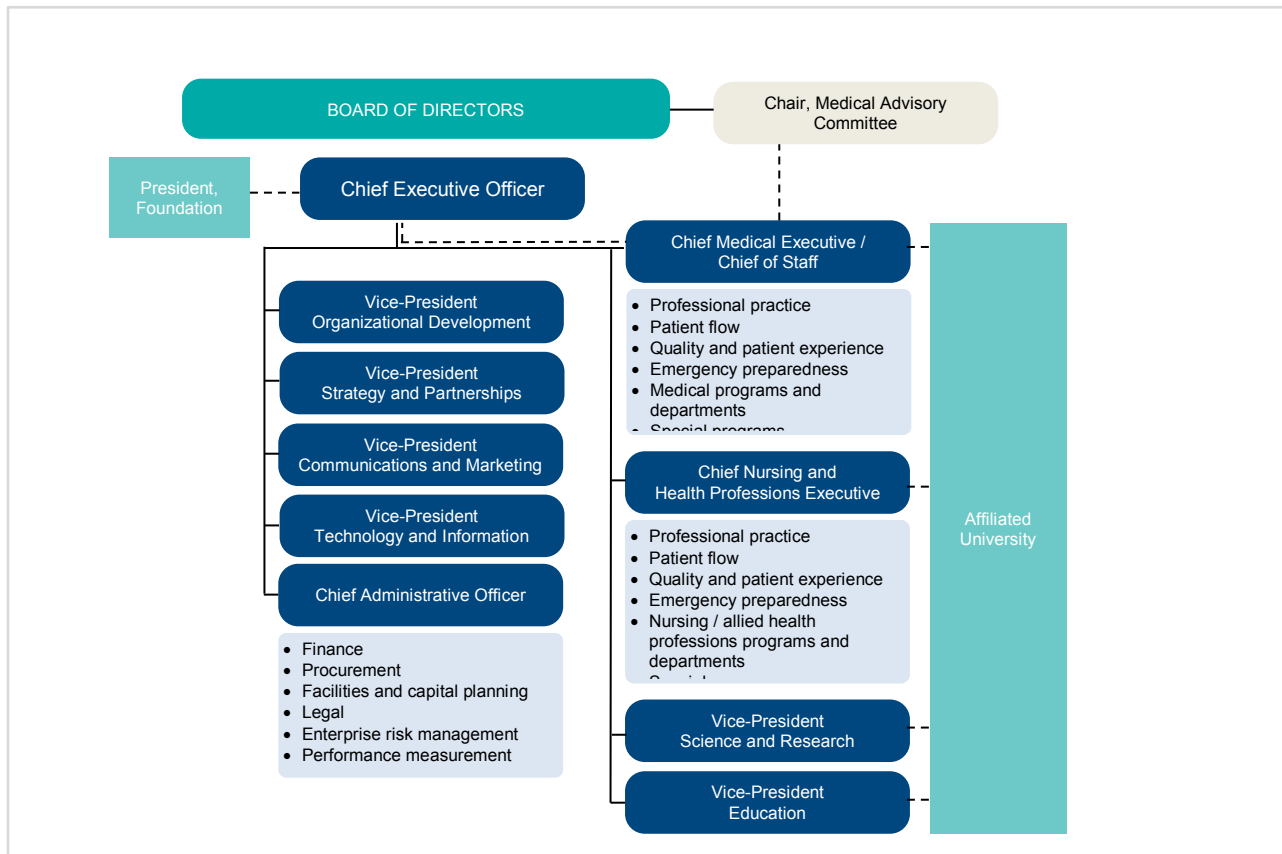 BOARD OF DIRECTORS
Chair, Medical Advisory
Committee
President,
Foundation
Chief Executive Officer
Chief Medical Executive /
Chief of Staff
• Professional practice
• Patient flow
• Quality and patient experience
• Emergency preparedness
• Medical programs and
departments
• Special programs
Vice-President
Organizational Development
Vice-President
Strategy and Partnerships
Vice-President
Communications and Marketing
Vice-President
Technology and Information
Chief Administrative Officer
• Finance
• Procurement
• Facilities and capital planning
• Legal
• Enterprise risk management
• Performance measurement
Chief Nursing and
Health Professions Executive
• Professional practice
• Patient flow
• Quality and patient experience
• Emergency preparedness
• Nursing / allied health
professions programs and
departments
Vice-President
Science and Research
Vice-President
Education
Affiliated
University